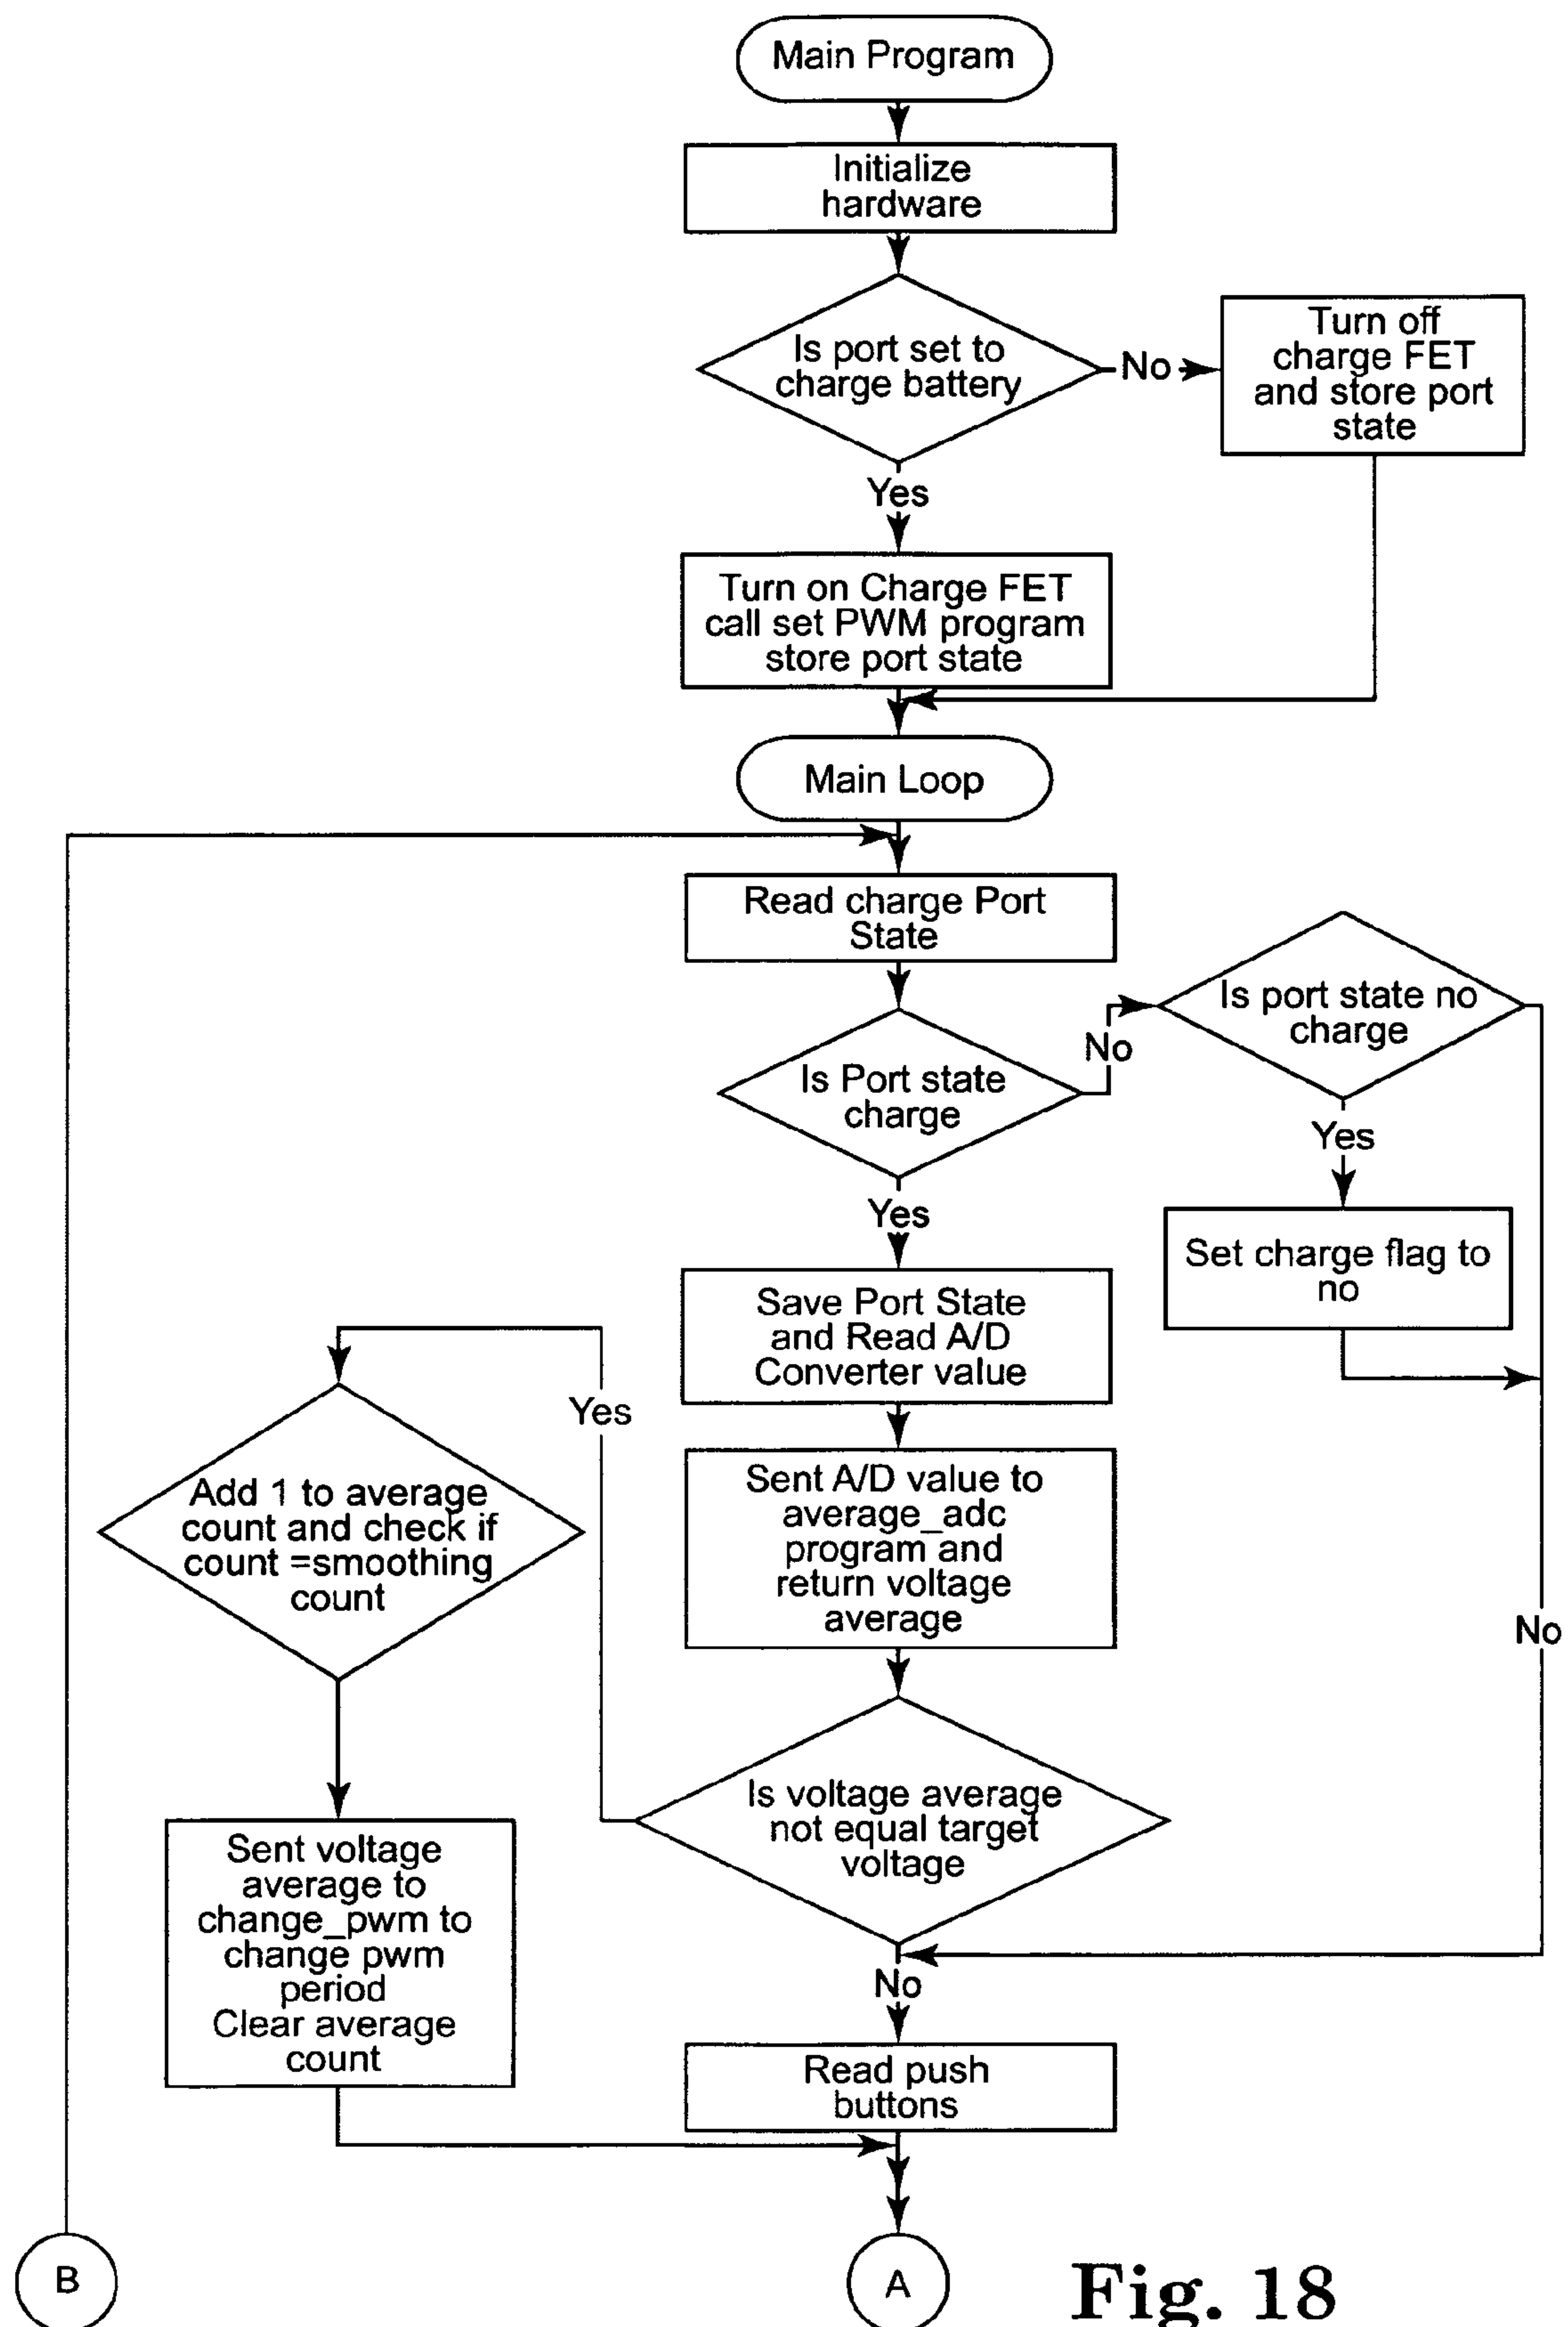 Main Program
Initialize
hardware
Is port set to
charge battery
No
Turn off
charge FET
and store port
state
Yes
Turn on Charge FET
call set PWM program
store port state
Main Loop
Read charge Port
State
Is port state no
charge
No
Is Port state
charge
Yes
Yes
Set charge flag to
no
Save Port State
and Read A/D
Converter value
Yes
Add 1 to average
count and check if
count =smoothing
count
Sent A/D value to
average_adc
program and
return voltage
average
No
Is voltage average
not equal target
voltage
Sent voltage
average to
change_pwm to
change pwm
period
Clear average
count
No
Read push
buttons
B
A
Fig. 18